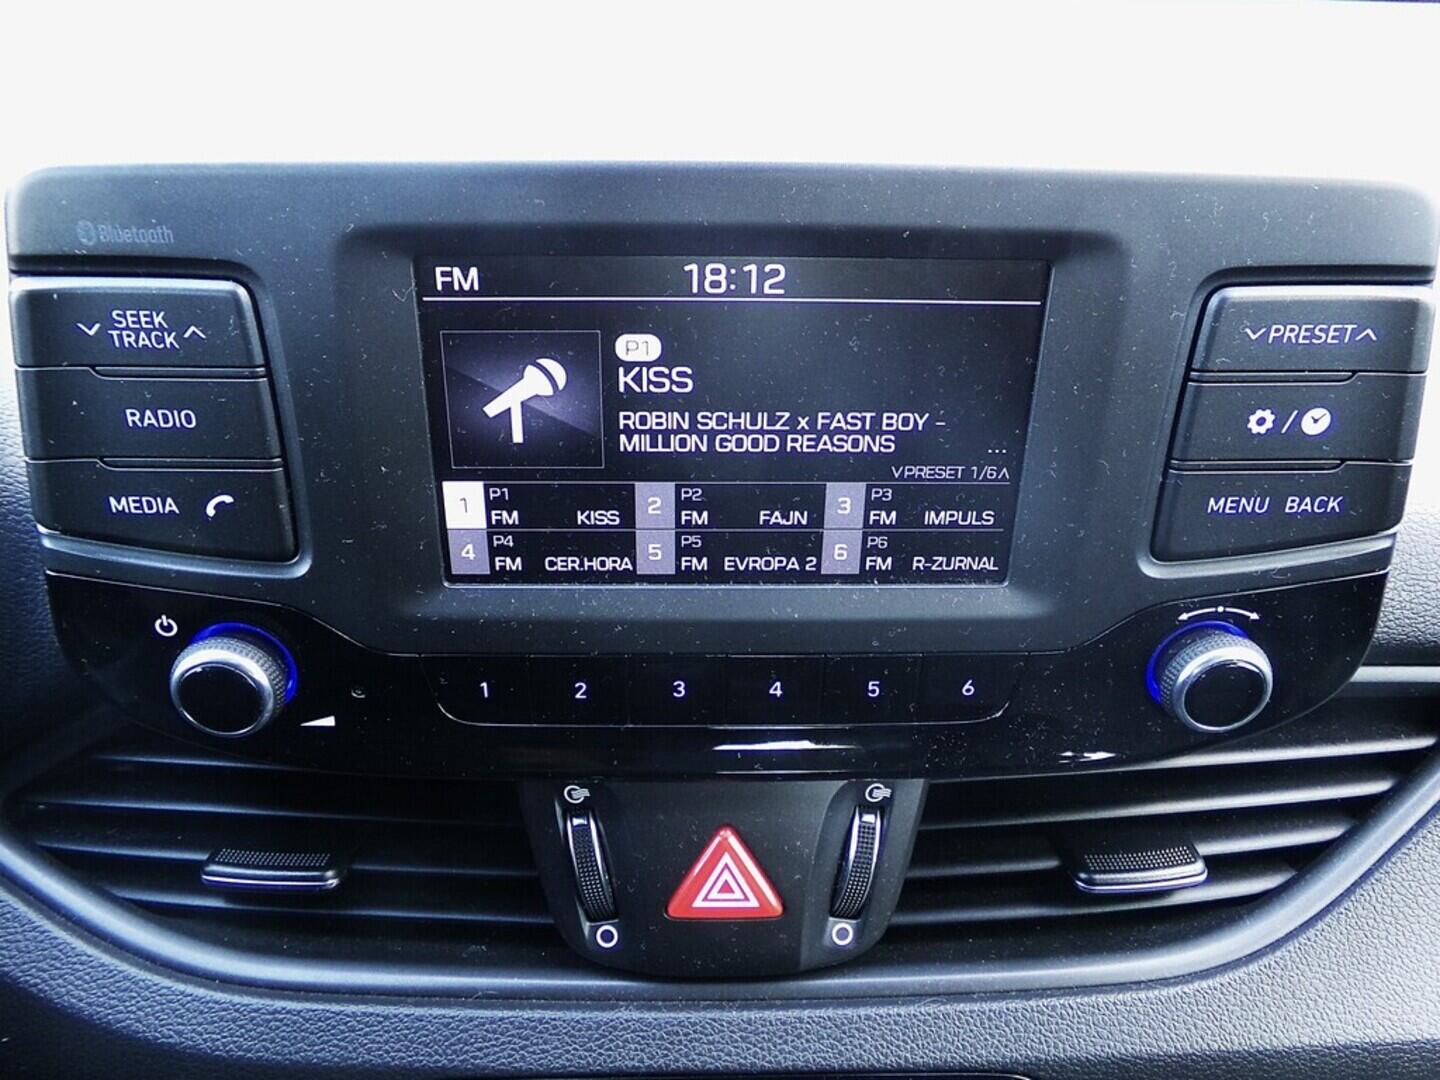 Bluetooth
FM 18:12
SEEK
TRACK
RADIO
MEDIA
P1
KISS
ROBIN SCHULZ x FAST BOY -
MILLION GOOD REASONS
...
PRESET 1/6
1 P1 FM KISS
2 P2 FM FAJN
3 P3 FM IMPULS
4 P4 FM CER.HORA
5 P5 FM EVROPA 2
6 P6 FM R-ZURNAL
PRESET
/
MENU BACK
1 2 3 4 5 6